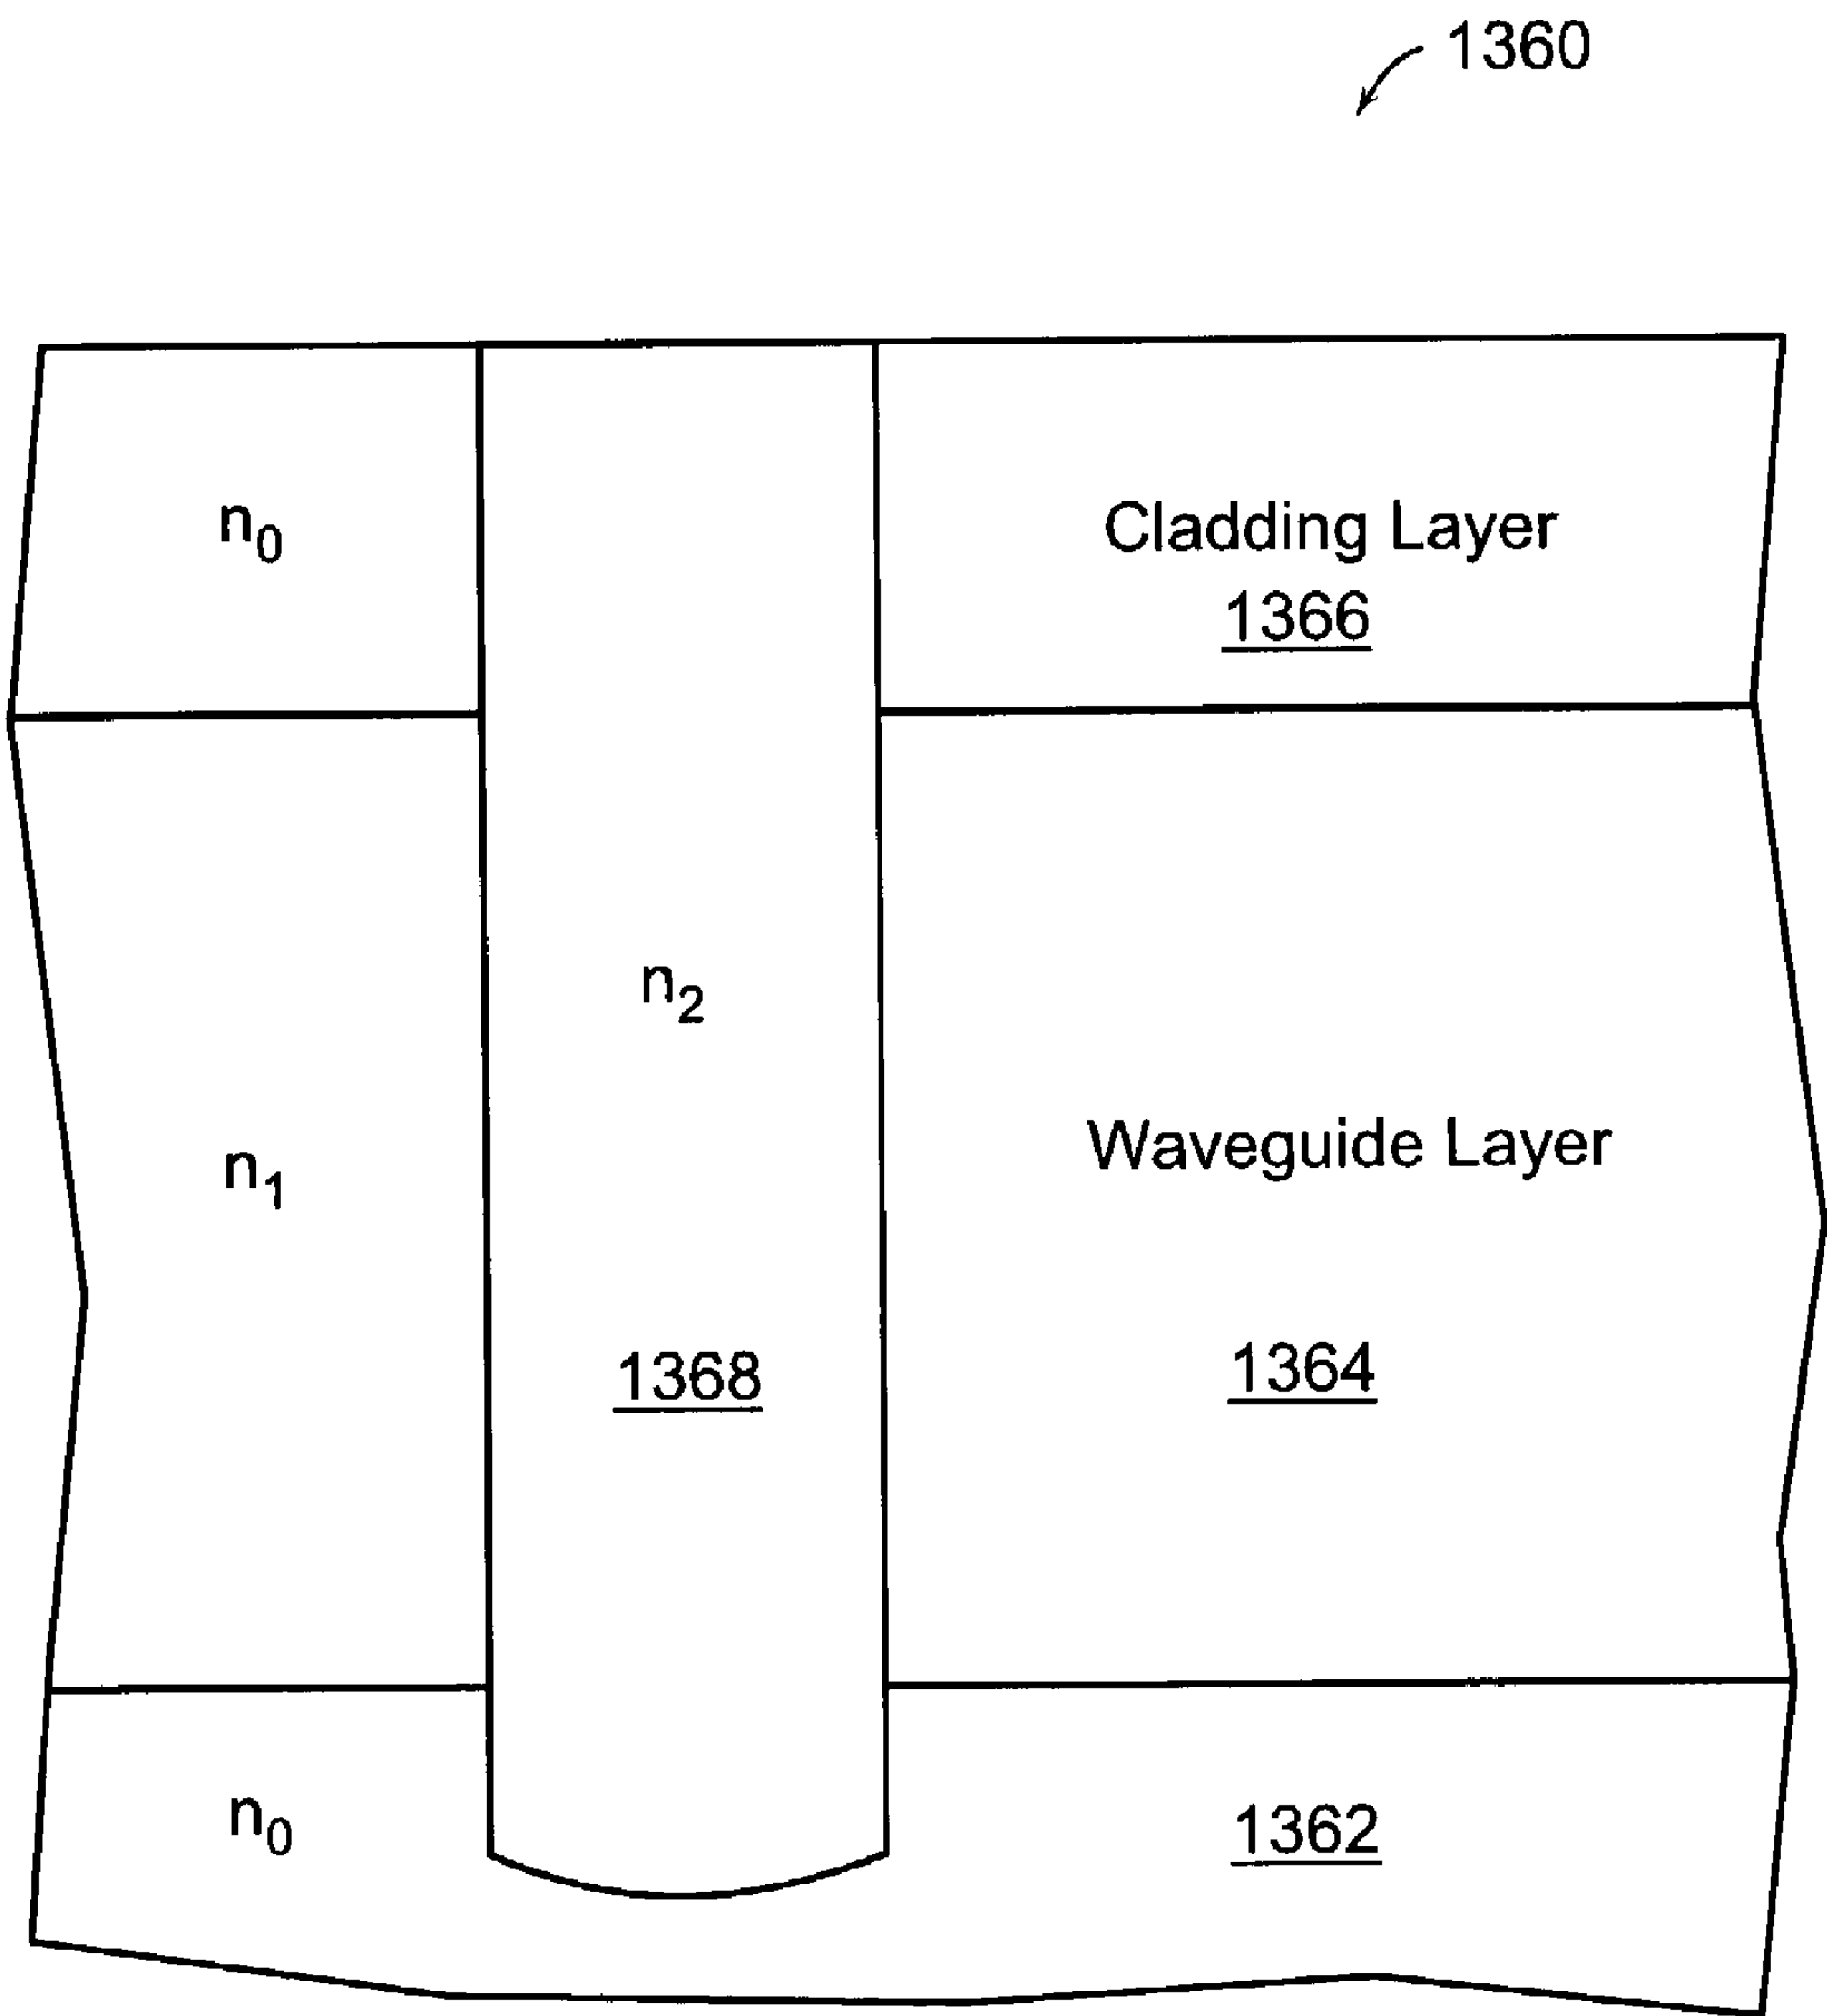 1360
n₀
Cladding Layer
1366
n₂
n₁
Waveguide Layer
1368
1364
n₀
1362